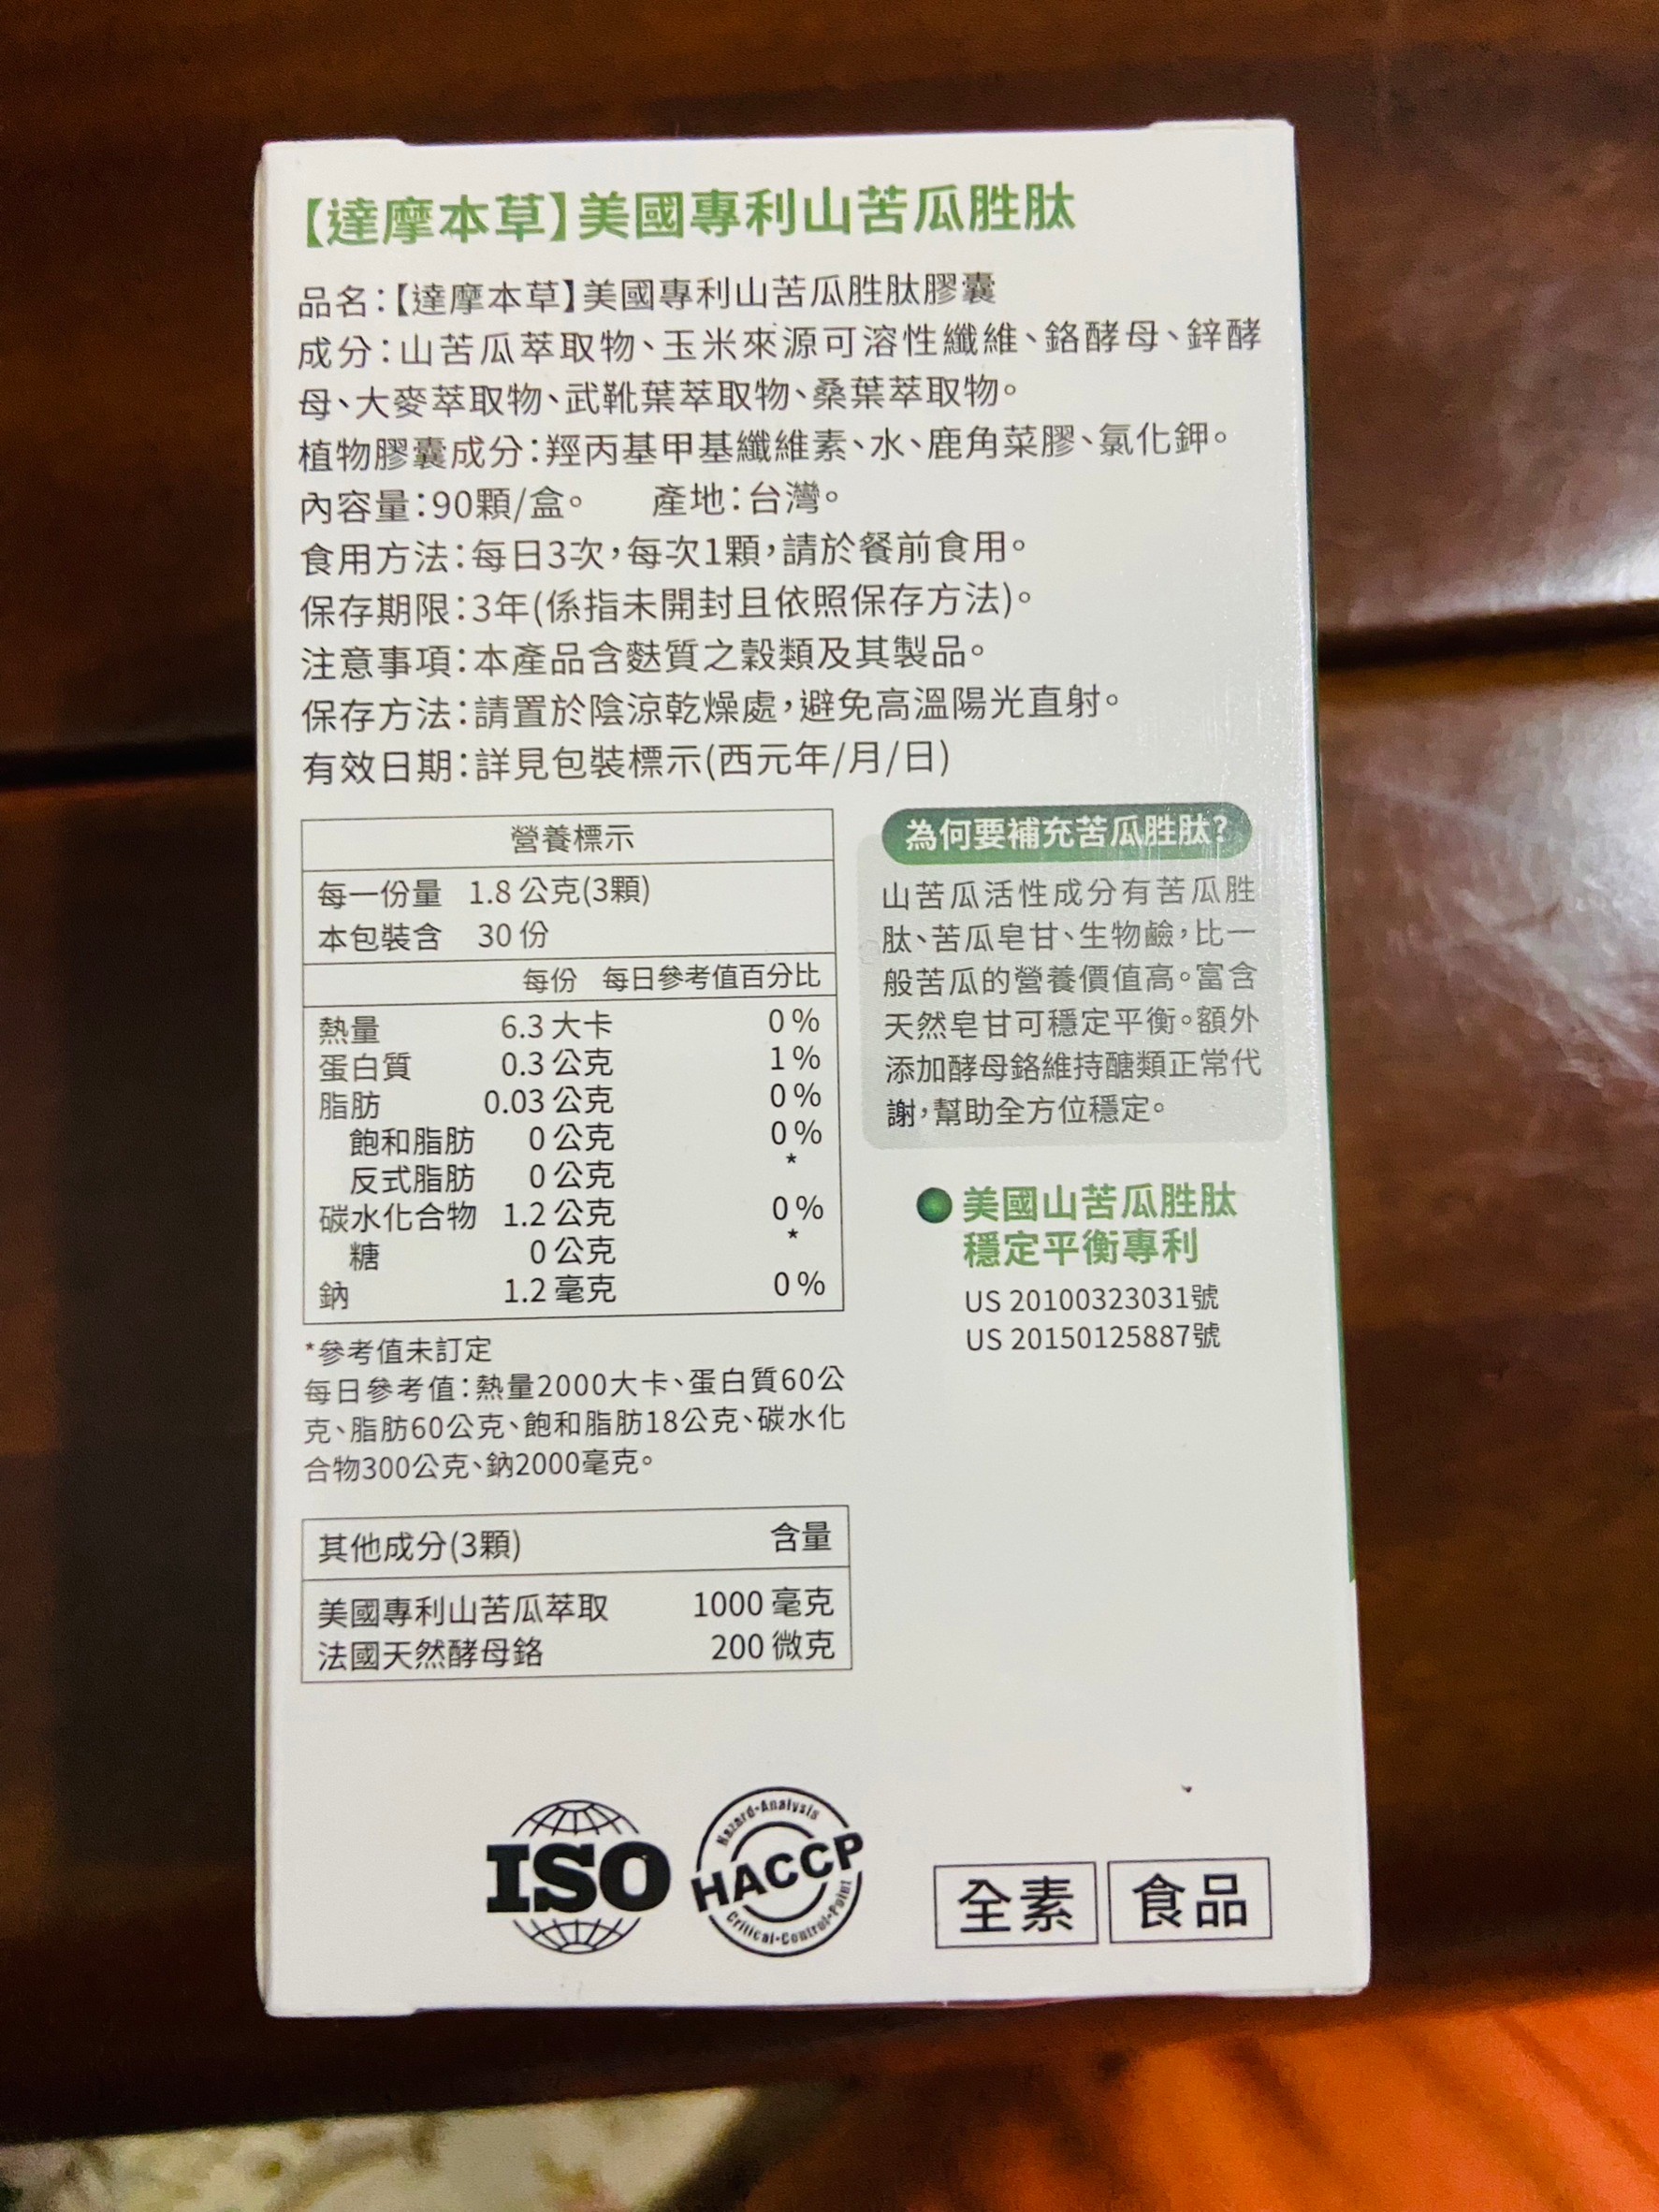 【達摩本草】美國專利山苦瓜胜肽
品名：【達摩本草】美國專利山苦瓜胜肽膠囊
成分：山苦瓜萃取物、玉米來源可溶性纖維、鉻酵母、鋅酵
母、大麥萃取物、武靴葉萃取物、桑葉萃取物。
植物膠囊成分：羥丙基甲基纖維素、水、鹿角菜膠、氯化鉀。
內容量：90顆/盒。 產地：台灣。
食用方法：每日3次，每次1顆，請於餐前食用。
保存期限：3年(係指未開封且依照保存方法)。
注意事項：本產品含麩質之穀類及其製品。
保存方法：請置於陰涼乾燥處，避免高溫陽光直射。
有效日期：詳見包裝標示(西元年/月/日)
營養標示
每一份量 1.8 公克(3顆)
本包裝含 30 份
每份 每日參考值百分比
熱量 6.3 大卡 0 %
蛋白質 0.3 公克 1 %
脂肪 0.03 公克 0 %
飽和脂肪 0 公克 0 %
反式脂肪 0 公克 *
碳水化合物 1.2 公克 0 %
糖 0 公克 *
鈉 1.2 毫克 0 %
*參考值未訂定
每日參考值：熱量2000大卡、蛋白質60公
克、脂肪60公克、飽和脂肪18公克、碳水化
合物300公克、鈉2000毫克。
其他成分(3顆) 含量
美國專利山苦瓜萃取 1000 毫克
法國天然酵母鉻 200 微克
為何要補充苦瓜胜肽?
山苦瓜活性成分有苦瓜胜
肽、苦瓜皂甘、生物鹼，比一
般苦瓜的營養價值高。富含
天然皂甘可穩定平衡。額外
添加酵母鉻維持醣類正常代
謝，幫助全方位穩定。
美國山苦瓜胜肽
穩定平衡專利
US 20100323031號
US 20150125887號
ISO
Hazard-Analysis
HACCP
Critical-Control-Point
全素
食品